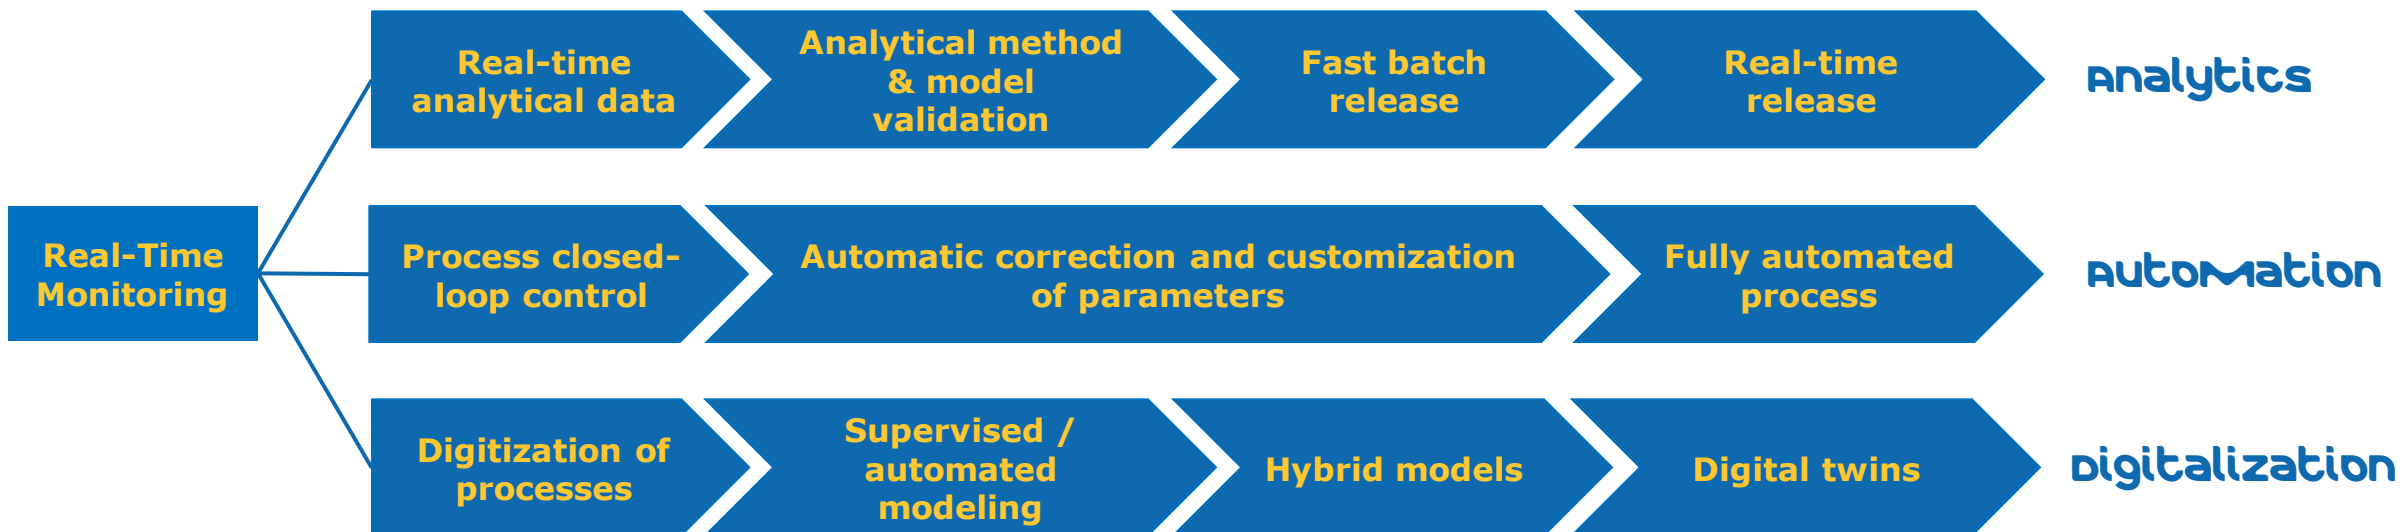 Real-time
analytical data
Analytical method
& model
validation
Fast batch
release
Real-time
release
Analytics
Real-Time
Monitoring
Process closed-
loop control
Automatic correction and customization
of parameters
Fully automated
process
Automation
Digitization of
processes
Supervised /
automated
modeling
Hybrid models
Digital twins
Digitalization